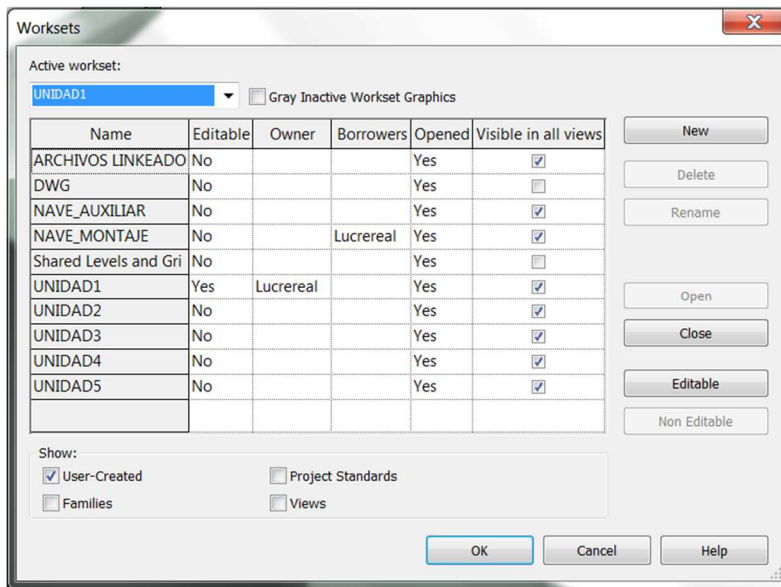 Worksets
Active workset:
UNIDAD1
Gray Inactive Workset Graphics
Name Editable Owner Borrowers Opened Visible in all views
ARCHIVOS LINKEADO No Yes
DWG No Yes
NAVE_AUXILIAR No Yes
NAVE_MONTAJE No Lucrereal Yes
Shared Levels and Gri No Yes
UNIDAD1 Yes Lucrereal Yes
UNIDAD2 No Yes
UNIDAD3 No Yes
UNIDAD4 No Yes
UNIDAD5 No Yes
New
Delete
Rename
Open
Close
Editable
Non Editable
Show:
User-Created Project Standards
Families Views
OK Cancel Help